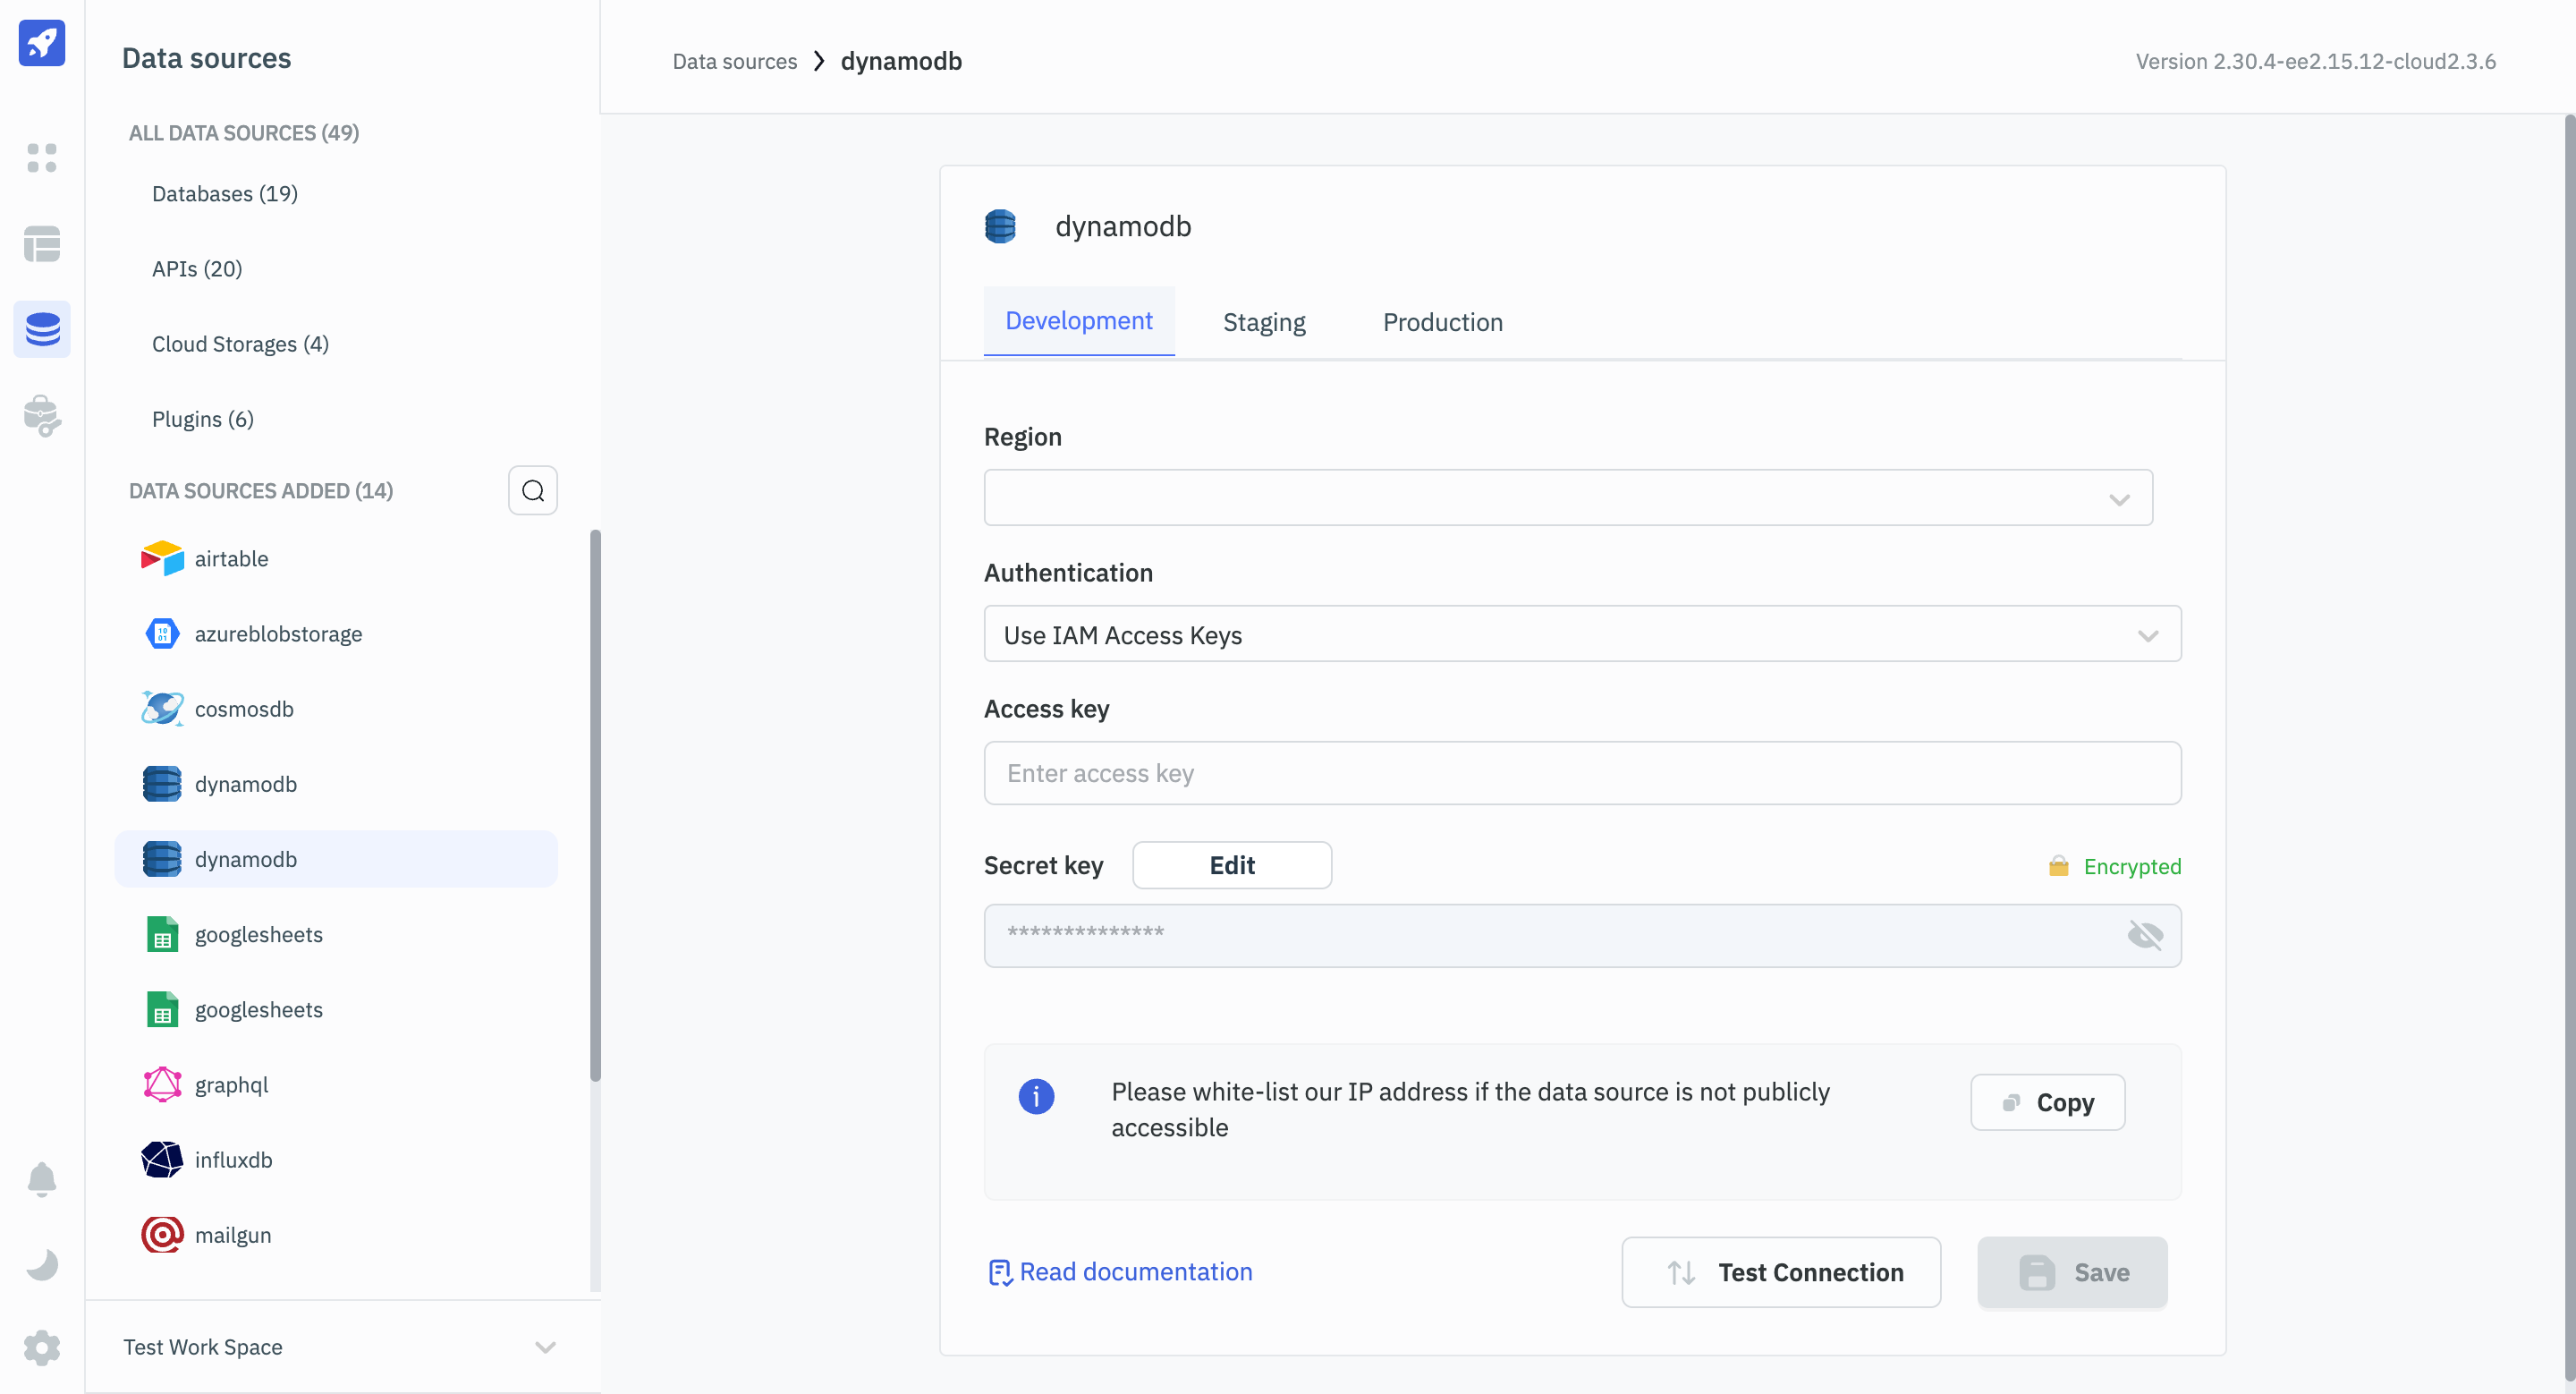 Data sources
ALL DATA SOURCES (49)
Databases (19)
APIs (20)
Cloud Storages (4)
Plugins (6)
DATA SOURCES ADDED (14)
airtable
10
01
azureblobstorage
cosmosdb
dynamodb
dynamodb
googlesheets
googlesheets
graphql
influxdb
mailgun
Test Work Space
Data sources > dynamodb
Version 2.30.4-ee2.15.12-cloud2.3.6
dynamodb
Development Staging Production
Region
Authentication
Use IAM Access Keys
Access key
Enter access key
Secret key Edit Encrypted
**************
Please white-list our IP address if the data source is not publicly
accessible
Copy
Read documentation Test Connection Save